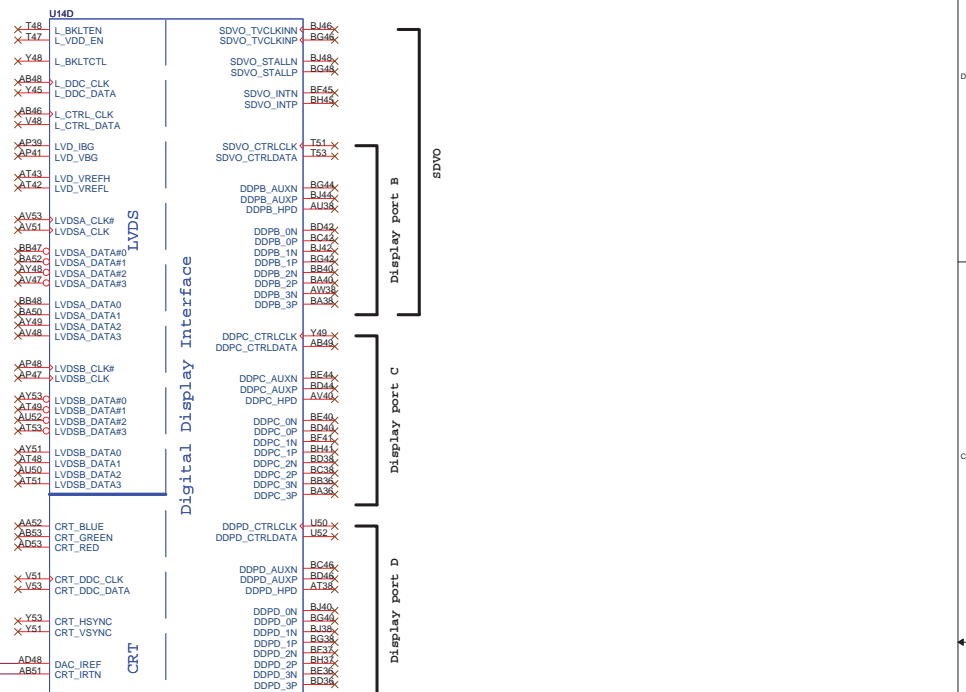 U14D
T48 L_BKLTEN
T47 L_VDD_EN
Y48 L_BKLTCTL
AB48 L_DDC_CLK
Y45 L_DDC_DATA
AB46 L_CTRL_CLK
V48 L_CTRL_DATA
AP39 LVD_IBG
AP41 LVD_VBG
AT43 LVD_VREFH
AT42 LVD_VREFL
AV53 LVDSA_CLK#
AV51 LVDSA_CLK
BB47 LVDSA_DATA#0
BA52 LVDSA_DATA#1
AY48 LVDSA_DATA#2
AV47 LVDSA_DATA#3
BB48 LVDSA_DATA0
BA50 LVDSA_DATA1
AY49 LVDSA_DATA2
AV48 LVDSA_DATA3
AP48 LVDSB_CLK#
AP47 LVDSB_CLK
AY53 LVDSB_DATA#0
AT49 LVDSB_DATA#1
AU52 LVDSB_DATA#2
AT53 LVDSB_DATA#3
AY51 LVDSB_DATA0
AT48 LVDSB_DATA1
AU50 LVDSB_DATA2
AT51 LVDSB_DATA3
AA52 CRT_BLUE
AB53 CRT_GREEN
AD53 CRT_RED
V51 CRT_DDC_CLK
V53 CRT_DDC_DATA
Y53 CRT_HSYNC
Y51 CRT_VSYNC
AD48 DAC_IREF
AB51 CRT_IRTN
LVDS
CRT
Digital Display Interface
SDVO_TVCLKINN BJ46
SDVO_TVCLKINP BG46
SDVO_STALLN BJ48
SDVO_STALLP BG48
SDVO_INTN BF45
SDVO_INTP BH45
SDVO_CTRLCLK T51
SDVO_CTRLDATA T53
DDPB_AUXN BG44
DDPB_AUXP BJ44
DDPB_HPD AU38
DDPB_0N BD42
DDPB_0P BC42
DDPB_1N BJ42
DDPB_1P BG42
DDPB_2N BB40
DDPB_2P BA40
DDPB_3N AW38
DDPB_3P BA38
DDPC_CTRLCLK Y49
DDPC_CTRLDATA AB49
DDPC_AUXN BE44
DDPC_AUXP BD44
DDPC_HPD AV40
DDPC_0N BE40
DDPC_0P BD40
DDPC_1N BF41
DDPC_1P BH41
DDPC_2N BD38
DDPC_2P BC38
DDPC_3N BB36
DDPC_3P BA36
DDPD_CTRLCLK U50
DDPD_CTRLDATA U52
DDPD_AUXN BC46
DDPD_AUXP BD46
DDPD_HPD AT38
DDPD_0N BJ40
DDPD_0P BG40
DDPD_1N BJ38
DDPD_1P BG38
DDPD_2N BF37
DDPD_2P BH37
DDPD_3N BE36
DDPD_3P BD36
Display port B
Display port C
Display port D
SDVO
D
C